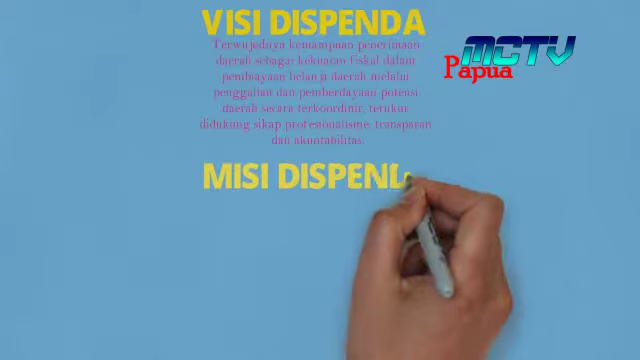 VISI DISPENDA
Terwujudnya kemampuan penerimaan
daerah sebagai kekuatan fiskal dalam
pembiayaan belanja daerah melalui
penggalian dan pemberdayaan potensi
daerah secara terkoordinir, terukur
didukung sikap profesionalisme transparan
dan akuntabilitas.
MCTV
Papua
MISI DISPEND